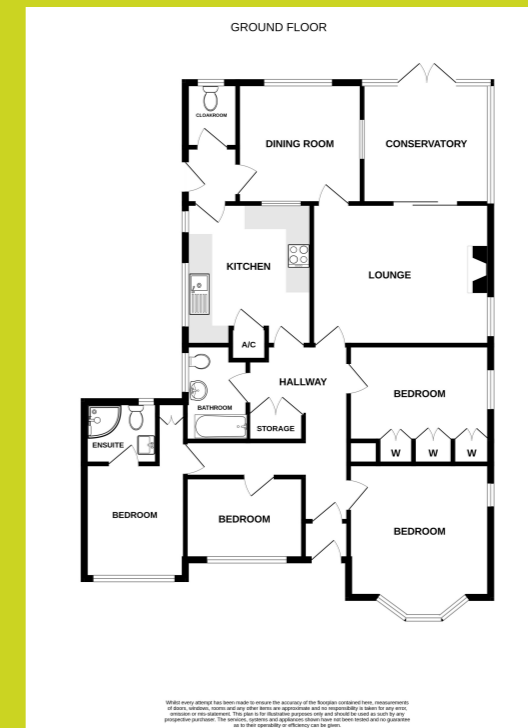 GROUND FLOOR
CLOAKROOM
DINING ROOM
CONSERVATORY
KITCHEN
LOUNGE
A/C
HALLWAY
BEDROOM
BATHROOM
STORAGE
ENSUITE
W
W
W
BEDROOM
BEDROOM
BEDROOM
Whilst every attempt has been made to ensure the accuracy of the floorplan contained here, measurements
of doors, windows, rooms and any other items are approximate and no responsibility is taken for any error,
omission or mis-statement. This plan is for illustrative purposes only and should be used as such by any
prospective purchaser. The services, systems and appliances shown have not been tested and no guarantee
as to their operability or efficiency can be given.